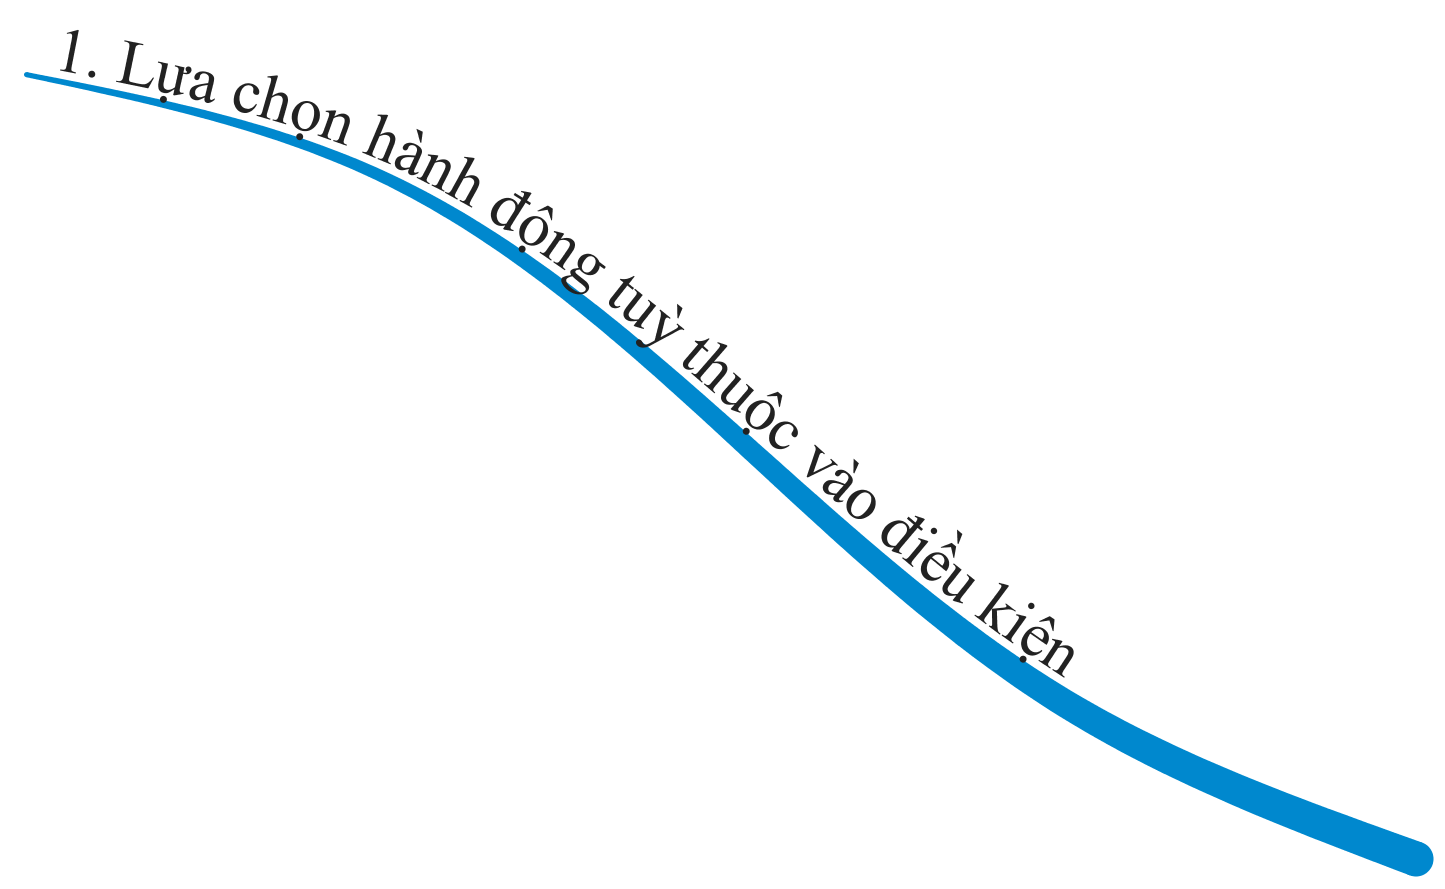 1. Lựa chọn hành động tuỳ thuộc vào điều kiện